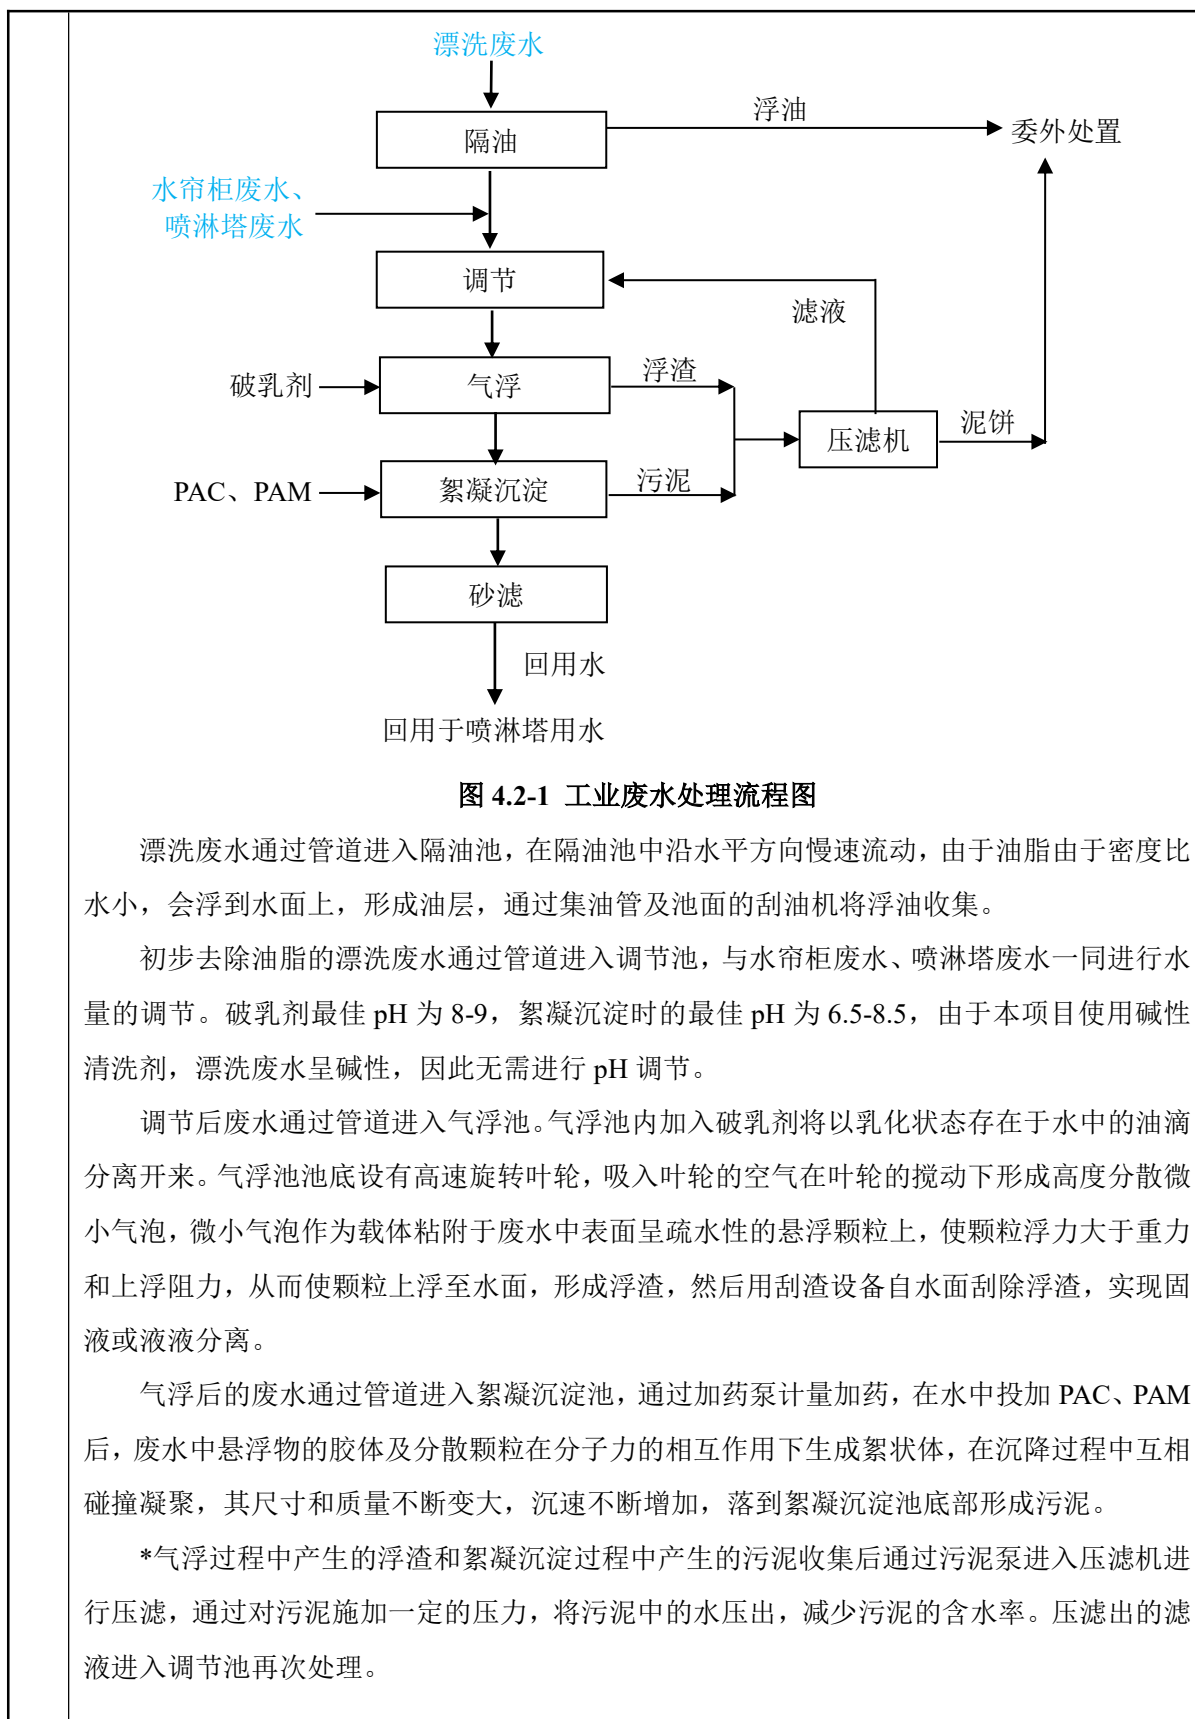 漂洗废水
浮油
隔油
委外处置
水帘柜废水、
喷淋塔废水
调节
滤液
破乳剂
气浮
浮渣
压滤机
泥饼
PAC、PAM
絮凝沉淀
污泥
砂滤
回用水
回用于喷淋塔用水
图 4.2-1 工业废水处理流程图
漂洗废水通过管道进入隔油池，在隔油池中沿水平方向慢速流动，由于油脂由于密度比
水小，会浮到水面上，形成油层，通过集油管及池面的刮油机将浮油收集。
初步去除油脂的漂洗废水通过管道进入调节池，与水帘柜废水、喷淋塔废水一同进行水
量的调节。破乳剂最佳 pH 为 8-9，絮凝沉淀时的最佳 pH 为 6.5-8.5，由于本项目使用碱性
清洗剂，漂洗废水呈碱性，因此无需进行 pH 调节。
调节后废水通过管道进入气浮池。气浮池内加入破乳剂将以乳化状态存在于水中的油滴
分离开来。气浮池池底设有高速旋转叶轮，吸入叶轮的空气在叶轮的搅动下形成高度分散微
小气泡，微小气泡作为载体粘附于废水中表面呈疏水性的悬浮颗粒上，使颗粒浮力大于重力
和上浮阻力，从而使颗粒上浮至水面，形成浮渣，然后用刮渣设备自水面刮除浮渣，实现固
液或液液分离。
气浮后的废水通过管道进入絮凝沉淀池，通过加药泵计量加药，在水中投加 PAC、PAM
后，废水中悬浮物的胶体及分散颗粒在分子力的相互作用下生成絮状体，在沉降过程中互相
碰撞凝聚，其尺寸和质量不断变大，沉速不断增加，落到絮凝沉淀池底部形成污泥。
*气浮过程中产生的浮渣和絮凝沉淀过程中产生的污泥收集后通过污泥泵进入压滤机进
行压滤，通过对污泥施加一定的压力，将污泥中的水压出，减少污泥的含水率。压滤出的滤
液进入调节池再次处理。